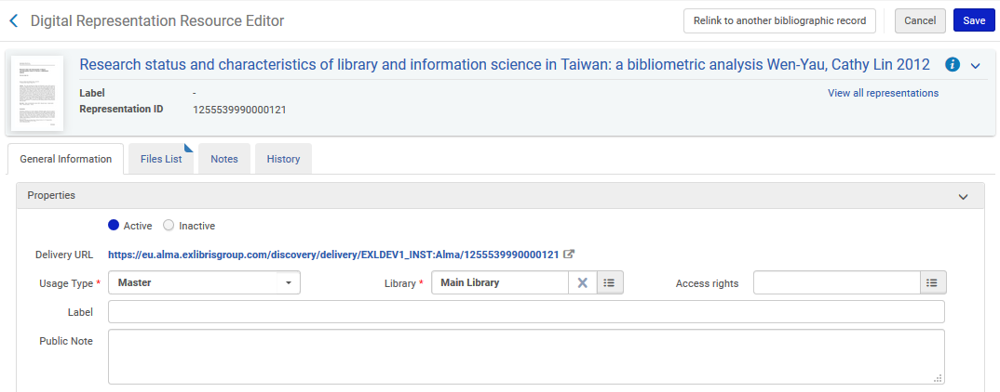 Digital Representation Resource Editor
Relink to another bibliographic record
Cancel
Save
Research status and characteristics of library and information science in Taiwan: a bibliometric analysis Wen-Yau, Cathy Lin 2012
Label -
View all representations
Representation ID 1255539990000121
General Information
Files List
Notes
History
Properties
Active Inactive
Delivery URL https://eu.alma.exlibrisgroup.com/discovery/delivery/EXLDEV1_INST:Alma/1255539990000121
Usage Type * Master
Library * Main Library
Access rights
Label
Public Note